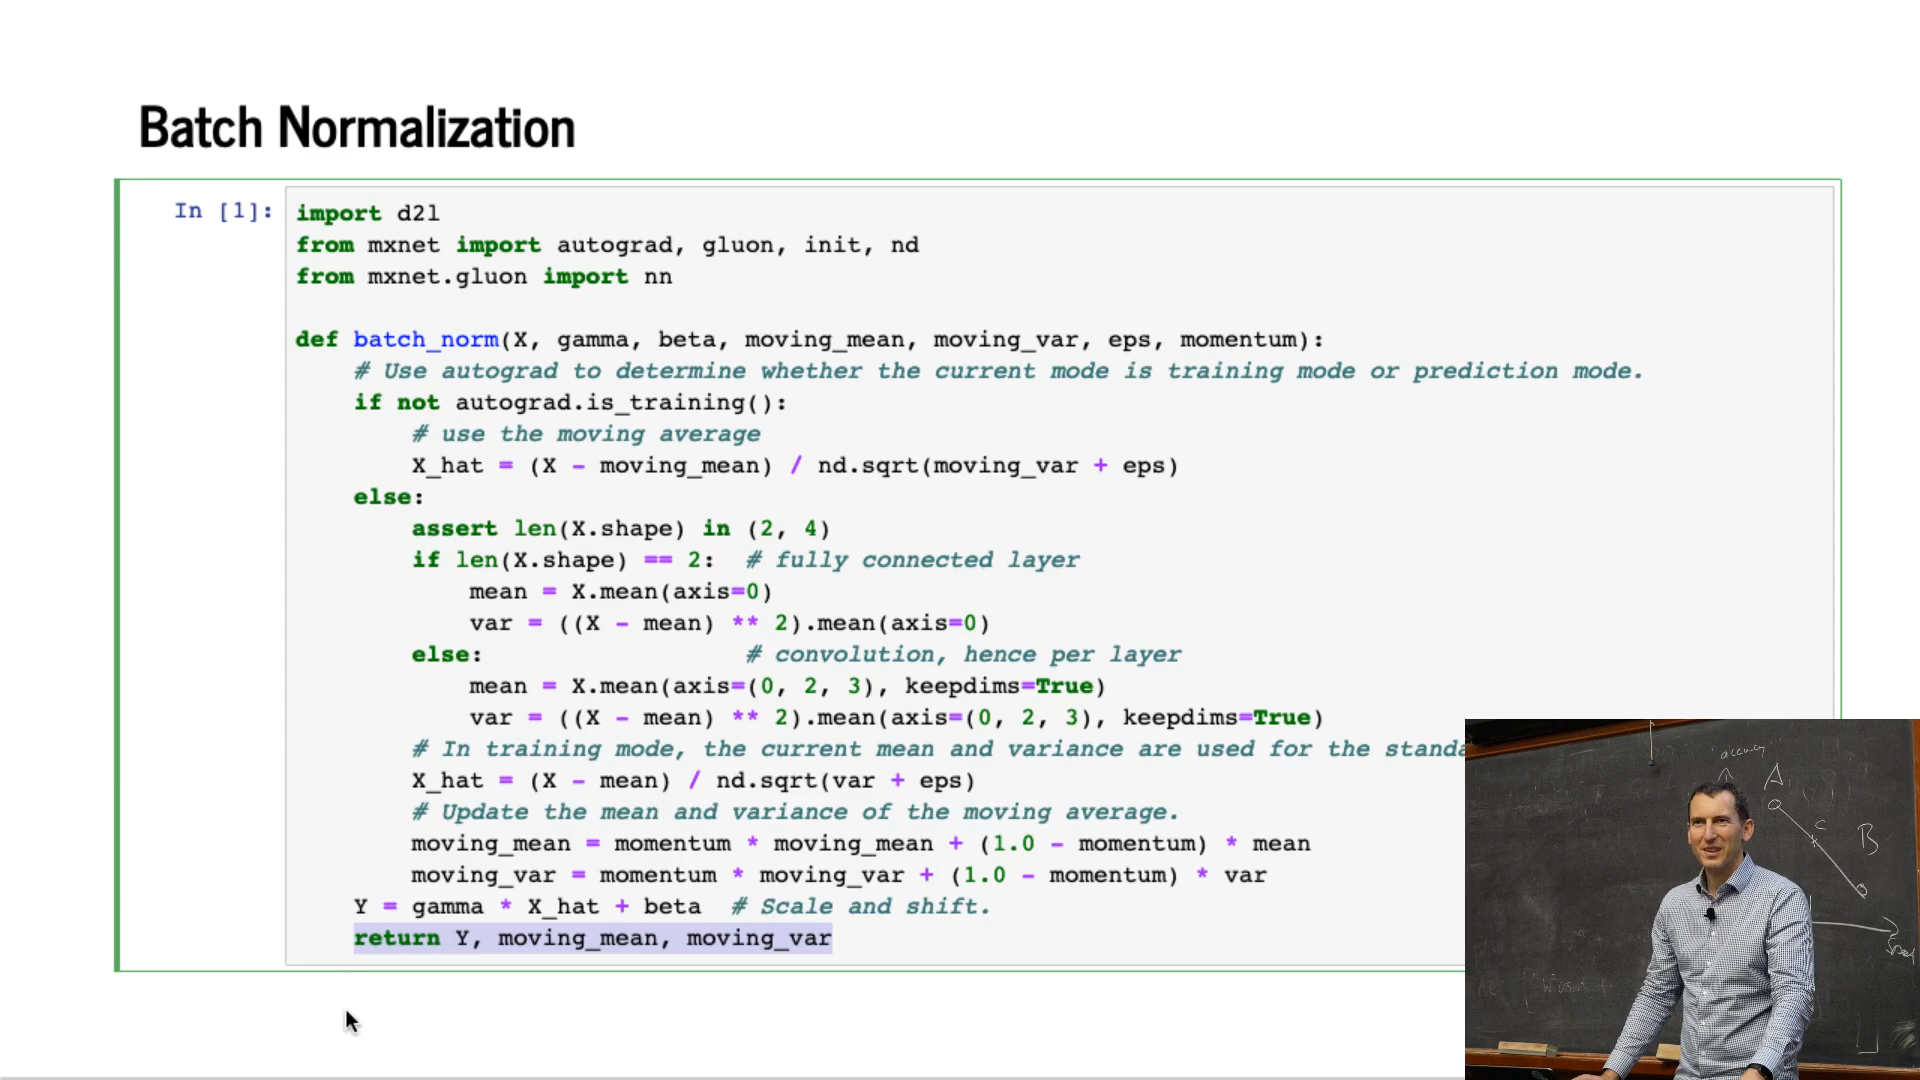 Batch Normalization
In [1]:
import d2l
from mxnet import autograd, gluon, init, nd
from mxnet.gluon import nn
def batch_norm(X, gamma, beta, moving_mean, moving_var, eps, momentum):
# Use autograd to determine whether the current mode is training mode or prediction mode.
if not autograd.is_training():
# use the moving average
X_hat = (X - moving_mean) / nd.sqrt(moving_var + eps)
else:
assert len(X.shape) in (2, 4)
if len(X.shape) == 2: # fully connected layer
mean = X.mean(axis=0)
var = ((X - mean) ** 2).mean(axis=0)
else: # convolution, hence per layer
mean = X.mean(axis=(0, 2, 3), keepdims=True)
var = ((X - mean) ** 2).mean(axis=(0, 2, 3), keepdims=True)
# In training mode, the current mean and variance are used for the standa
X_hat = (X - mean) / nd.sqrt(var + eps)
# Update the mean and variance of the moving average.
moving_mean = momentum * moving_mean + (1.0 - momentum) * mean
moving_var = momentum * moving_var + (1.0 - momentum) * var
Y = gamma * X_hat + beta # Scale and shift.
return Y, moving_mean, moving_var
A
C
B